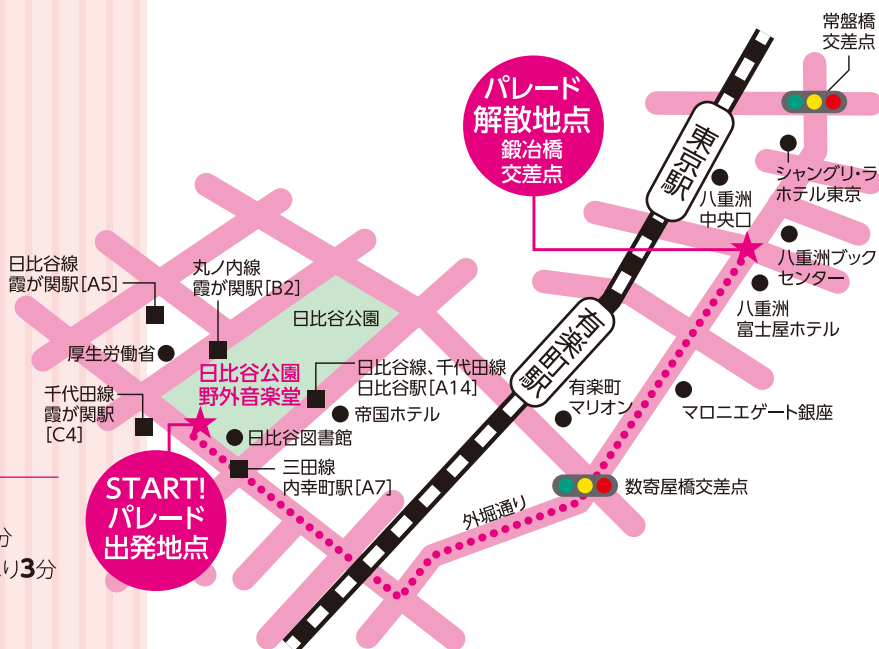 常盤橋
交差点
パレード
解散地点
鍛冶橋
交差点
東京駅
八重洲
中央口
シャングリ・ラ
ホテル東京
八重洲ブック
センター
八重洲
富士屋ホテル
日比谷線
霞が関駅[A5]
丸ノ内線
霞が関駅[B2]
日比谷公園
厚生労働省
日比谷公園
野外音楽堂
日比谷線、千代田線
日比谷駅[A14]
有楽町駅
有楽町
マリオン
マロニエゲート銀座
千代田線
霞が関駅
[C4]
帝国ホテル
日比谷図書館
三田線
内幸町駅[A7]
数寄屋橋交差点
外堀通り
START!
パレード
出発地点
分
り3分